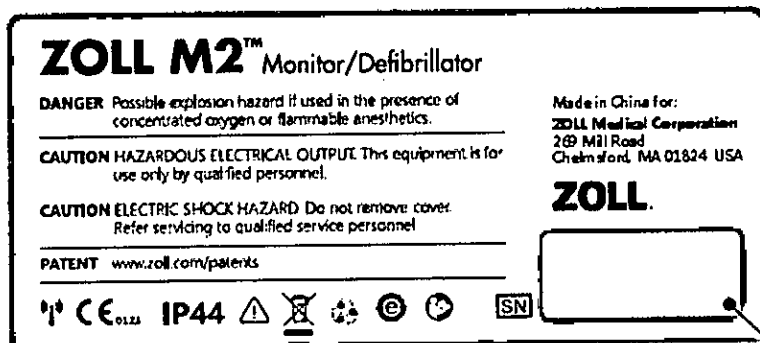 ZOLL M2™ Monitor/Defibrillator
DANGER Possible explosion hazard if used in the presence of
concentrated oxygen or flammable anesthetics.
CAUTION HAZARDOUS ELECTRICAL OUTPUT. This equipment is for
use only by qualified personnel.
CAUTION ELECTRIC SHOCK HAZARD Do not remove cover.
Refer servicing to qualified service personnel
PATENT www.zoll.com/patents
Made in China for:
ZOLL Medical Corporation
269 Mill Road
Chelmsford, MA 01824 USA
ZOLL.
CE 0123 IP44 e SN